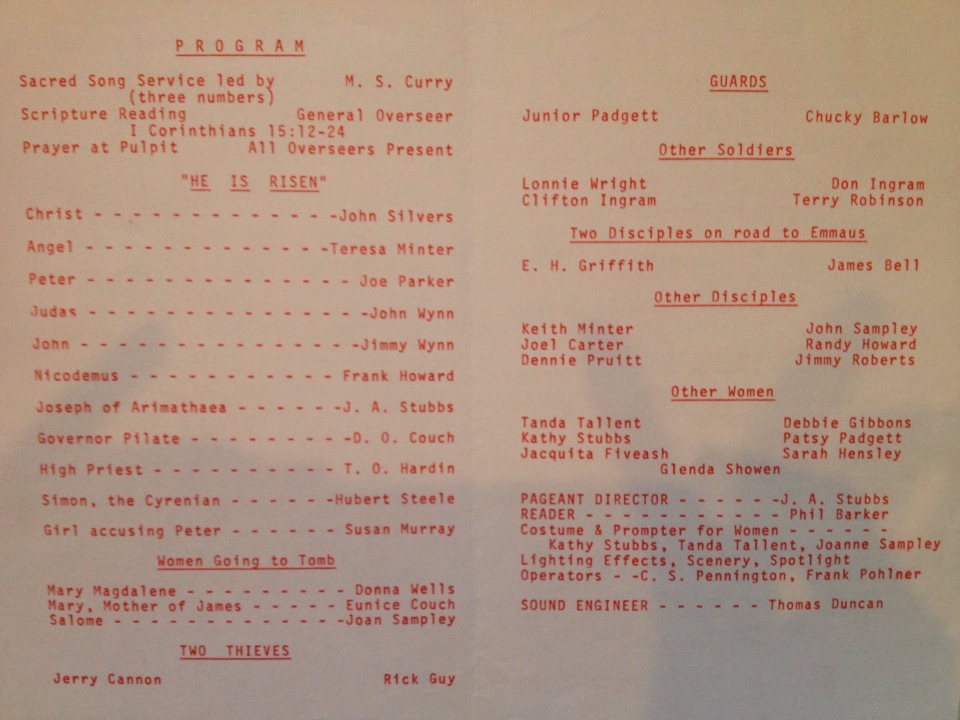 P R O G R A M
Sacred Song Service led by M. S. Curry
(three numbers)
Scripture Reading General Overseer
I Corinthians 15:12-24
Prayer at Pulpit All Overseers Present
"HE IS RISEN"
Christ - - - - - - - - - - - - - -John Silvers
Angel - - - - - - - - - - - - - -Teresa Minter
Peter - - - - - - - - - - - - - Joe Parker
Judas - - - - - - - - - - - - - - -John Wynn
John - - - - - - - - - - - - - - -Jimmy Wynn
Nicodemus - - - - - - - - - - - Frank Howard
Joseph of Arimathaea - - - - - -J. A. Stubbs
Governor Pilate - - - - - - - - -D. O. Couch
High Priest - - - - - - - - - - T. O. Hardin
Simon, the Cyrenian - - - - - -Hubert Steele
Girl accusing Peter - - - - - - Susan Murray
Women Going to Tomb
Mary Magdalene - - - - - - - - - Donna Wells
Mary, Mother of James - - - - - Eunice Couch
Salome - - - - - - - - - - - - -Joan Sampley
TWO THIEVES
Jerry Cannon Rick Guy
GUARDS
Junior Padgett Chucky Barlow
Other Soldiers
Lonnie Wright Don Ingram
Clifton Ingram Terry Robinson
Two Disciples on road to Emmaus
E. H. Griffith James Bell
Other Disciples
Keith Minter John Sampley
Joel Carter Randy Howard
Dennie Pruitt Jimmy Roberts
Other Women
Tanda Tallent Debbie Gibbons
Kathy Stubbs Patsy Padgett
Jacquita Fiveash Sarah Hensley
Glenda Showen
PAGEANT DIRECTOR - - - - - -J. A. Stubbs
READER - - - - - - - - - - - Phil Barker
Costume & Prompter for Women - - - - - -
Kathy Stubbs, Tanda Tallent, Joanne Sampley
Lighting Effects, Scenery, Spotlight
Operators - -C. S. Pennington, Frank Pohlner
SOUND ENGINEER - - - - - - Thomas Duncan